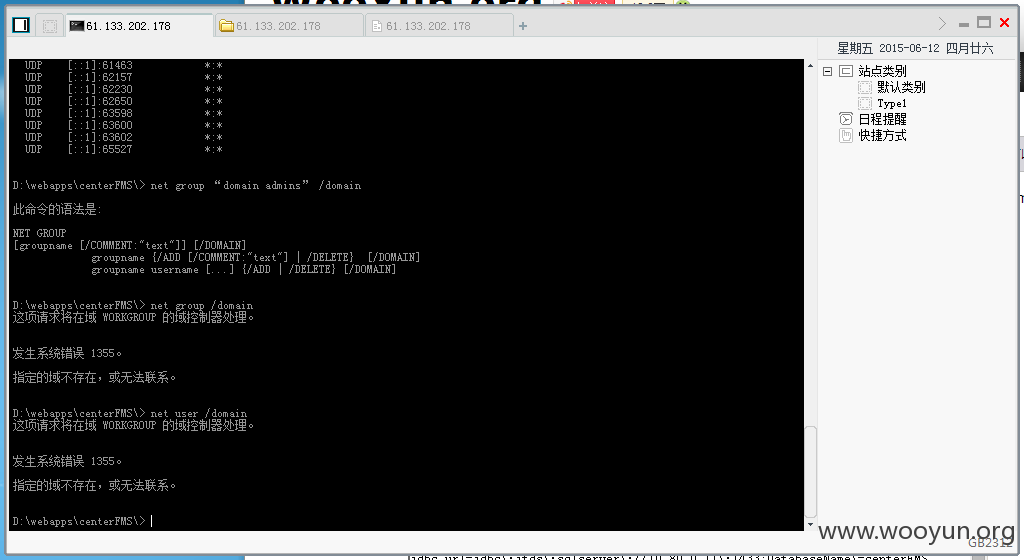 wooyun.org
61.133.202.178
61.133.202.178
61.133.202.178
星期五 2015-06-12 四月廿六
站点类别
默认类别
Type1
日程提醒
快捷方式
UDP [::1]:61463 *:*
UDP [::1]:62157 *:*
UDP [::1]:62230 *:*
UDP [::1]:62650 *:*
UDP [::1]:63598 *:*
UDP [::1]:63600 *:*
UDP [::1]:63602 *:*
UDP [::1]:65527 *:*
D:\webapps\centerFMS\> net group “domain admins” /domain
此命令的语法是:
NET GROUP
[groupname [/COMMENT:"text"]] [/DOMAIN]
groupname {/ADD [/COMMENT:"text"] | /DELETE} [/DOMAIN]
groupname username [...] {/ADD | /DELETE} [/DOMAIN]
D:\webapps\centerFMS\> net group /domain
这项请求将在域 WORKGROUP 的域控制器处理。
发生系统错误 1355。
指定的域不存在，或无法联系。
D:\webapps\centerFMS\> net user /domain
这项请求将在域 WORKGROUP 的域控制器处理。
发生系统错误 1355。
指定的域不存在，或无法联系。
D:\webapps\centerFMS\>
www.wooyun.org
GB2312